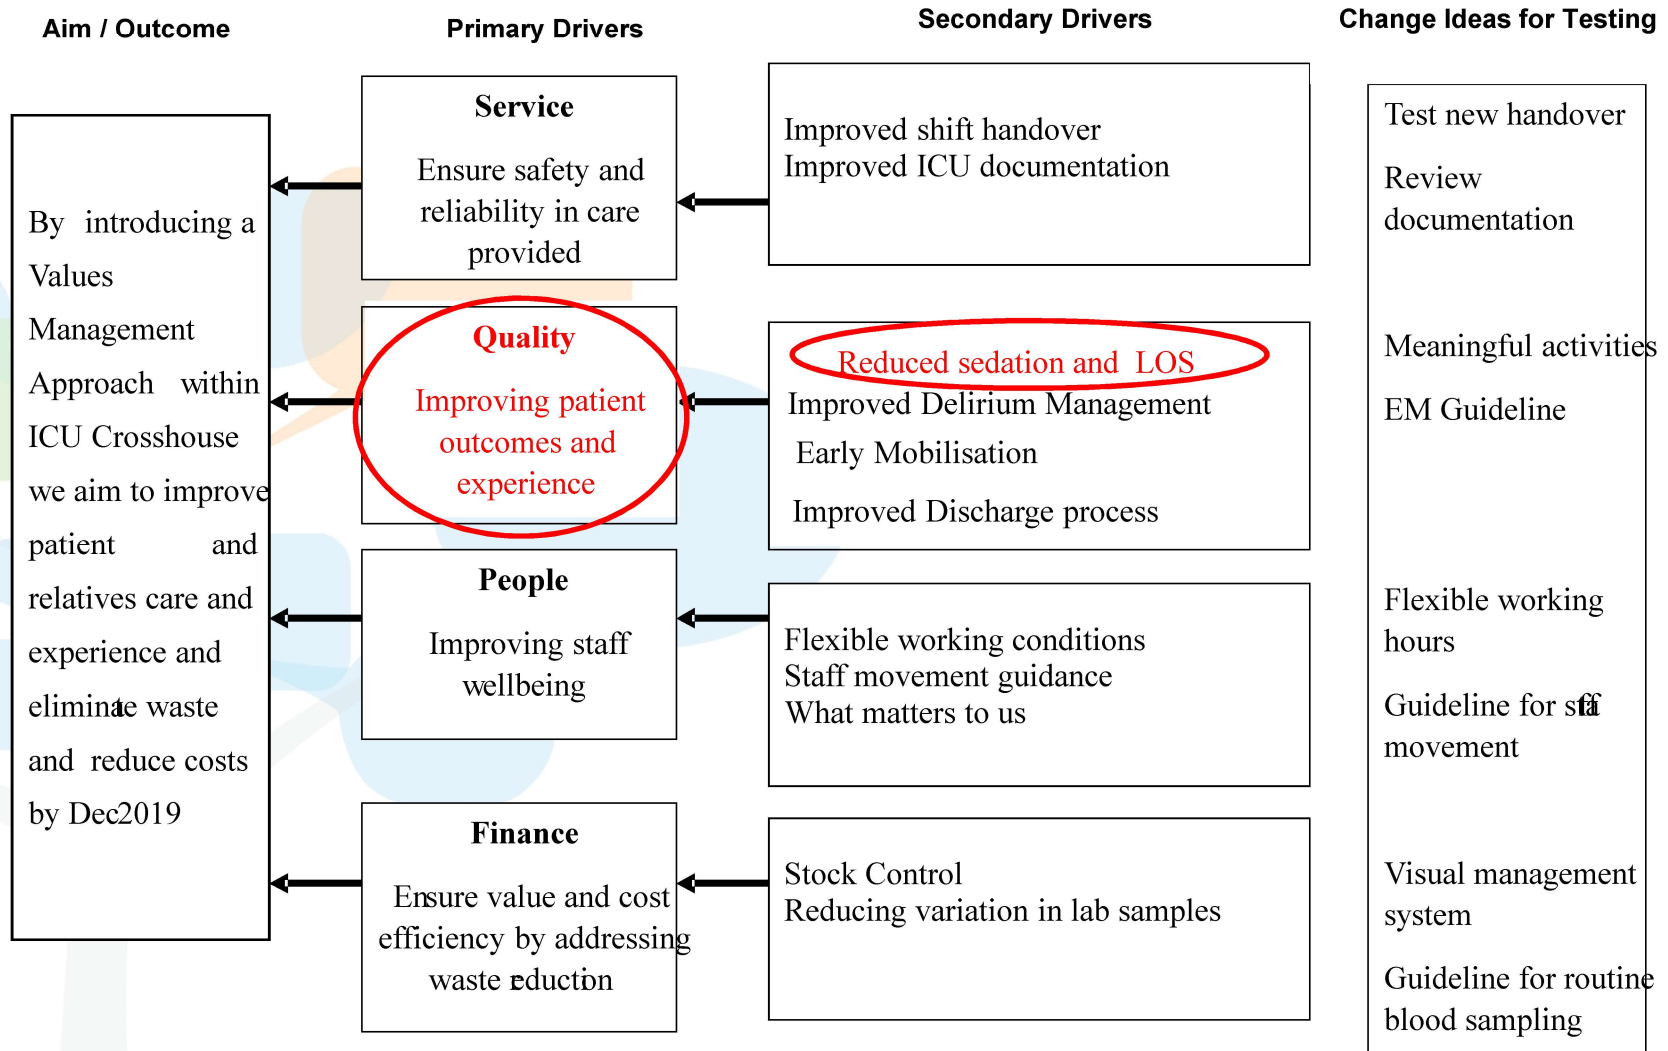 Aim / Outcome
Primary Drivers
Secondary Drivers
Change Ideas for Testing
By introducing a
Values
Management
Approach within
ICU Crosshouse
we aim to improve
patient and
relatives care and
experience and
eliminate waste
and reduce costs
by Dec2019
Service
Ensure safety and
reliability in care
provided
Quality
Improving patient
outcomes and
experience
People
Improving staff
wellbeing
Finance
Ensure value and cost
efficiency by addressing
waste reduction
Improved shift handover
Improved ICU documentation
Reduced sedation and LOS
Improved Delirium Management
Early Mobilisation
Improved Discharge process
Flexible working conditions
Staff movement guidance
What matters to us
Stock Control
Reducing variation in lab samples
Test new handover
Review
documentation
Meaningful activities
EM Guideline
Flexible working
hours
Guideline for staff
movement
Visual management
system
Guideline for routine
blood sampling